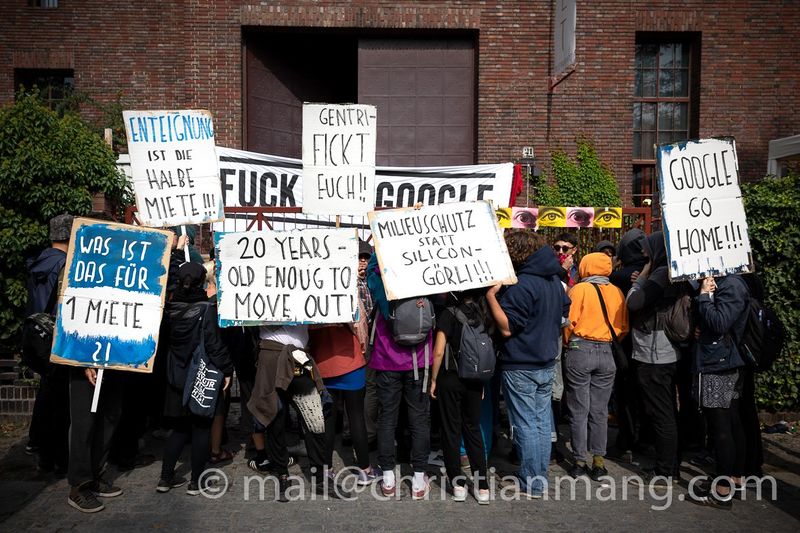 ENTEIGNUNG
IST DIE
HALBE
MIETE!!!
GENTRI-
FICKT
EUCH!!
FUCK GOOGLE
GOOGLE
GO
HOME!!!
WAS IST
DAS FÜR
1 MIETE
?!
20 YEARS-
OLD ENOUG TO
MOVE OUT!
MILIEUSCHUTZ
STATT
SILICON-
GÖRLI!!!
© mail@christianmang.com